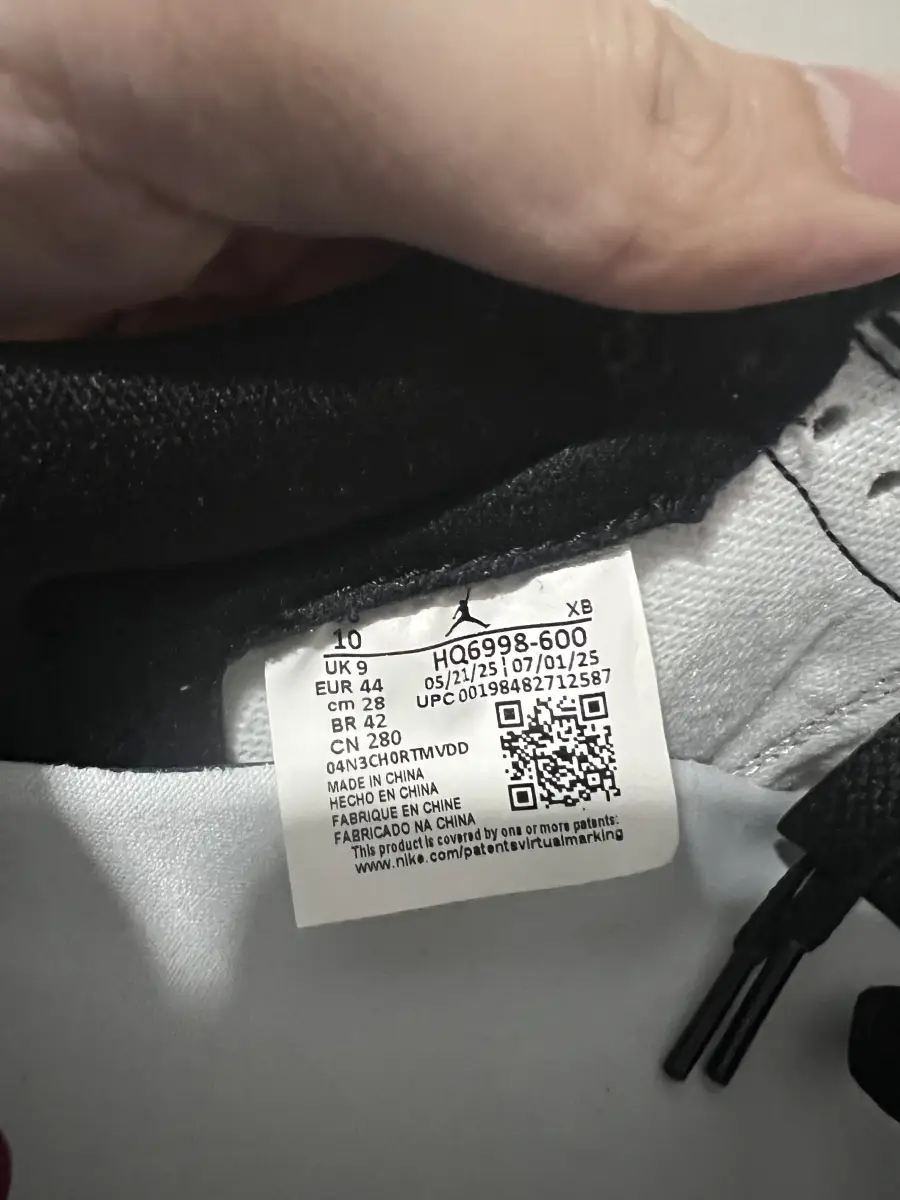 10
UK 9
EUR 44
cm 28
BR 42
CN 280
XB
HQ6998-600
05/21/25 | 07/01/25
UPC 00198482712587
04N3CH0RTMVDD
MADE IN CHINA
HECHO EN CHINA
FABRIQUE EN CHINE
FABRICADO NA CHINA
This product is covered by one or more patents:
www.nike.com/patentsvirtualmarking